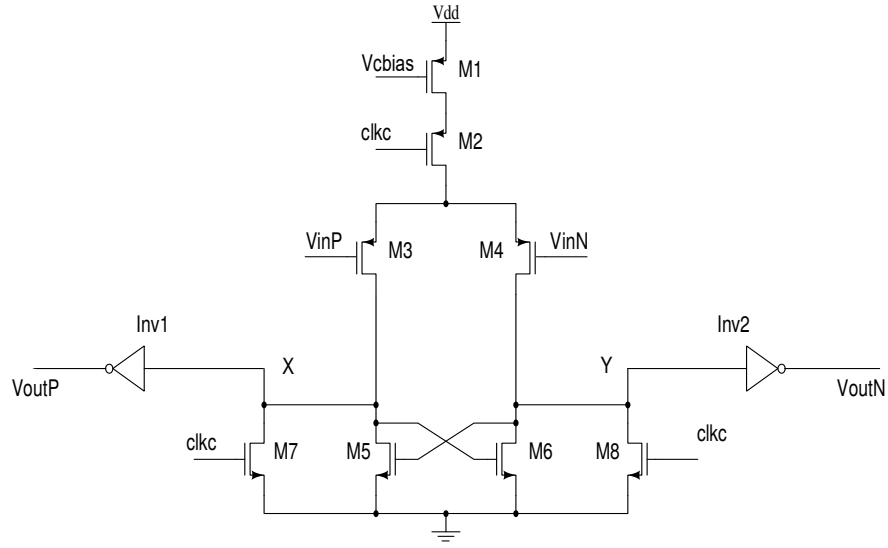 Vdd
Vcbias
M1
clkc
M2
VinP
M3
M4
VinN
Inv1
Inv2
X
Y
VoutP
VoutN
clkc
M7
M5
M6
M8
clkc